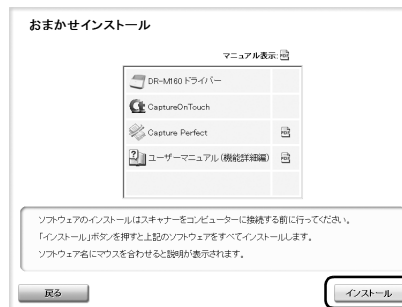 おまかせインストール
マニュアル表示:
DR-M160 ドライバー
CaptureOnTouch
Capture Perfect
ユーザーマニュアル (機能詳細編)
ソフトウェアのインストールはスキャナーをコンピューターに接続する前に行ってください。
「インストール」ボタンを押すと上記のソフトウェアをすべてインストールします。
ソフトウェア名にマウスを合わせると説明が表示されます。
戻る
インストール